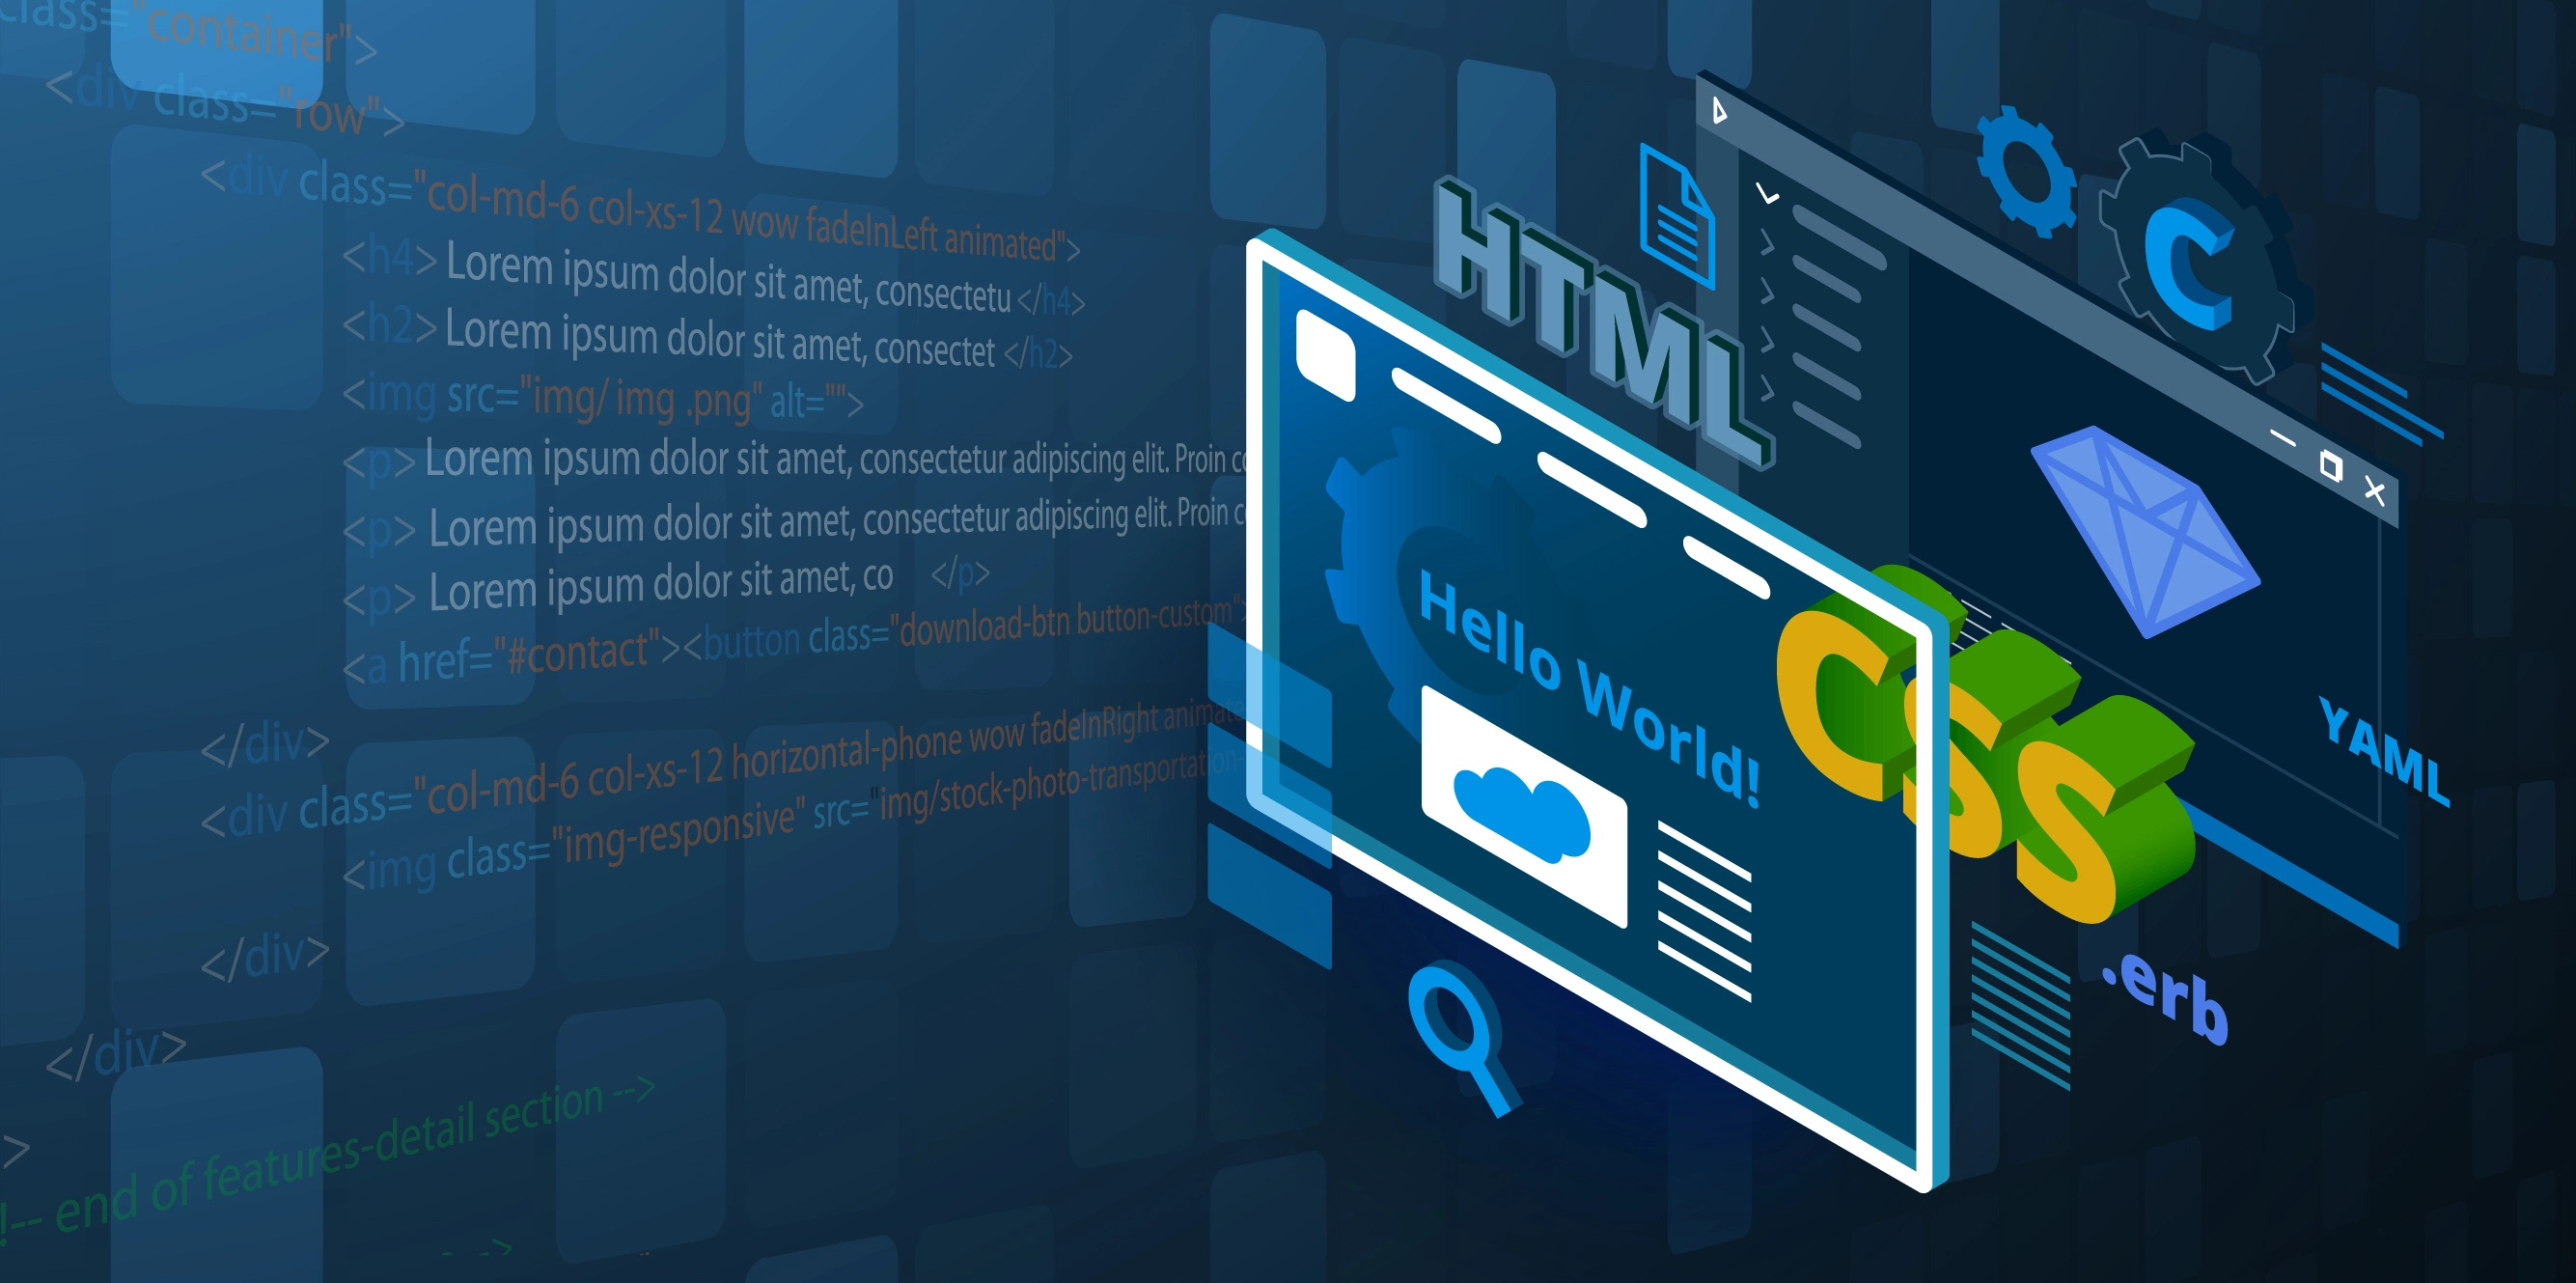 class="container">
<div class="row">
<div class="col-md-6 col-xs-12 wow fadeInLeft animated">
<h4> Lorem ipsum dolor sit amet, consectetu </h4>
<h2> Lorem ipsum dolor sit amet, consectet </h2>
<img src="img/ img .png" alt="">
<p> Lorem ipsum dolor sit amet, consectetur adipiscing elit. Proin
<p> Lorem ipsum dolor sit amet, consectetur adipiscing elit. Proin
<p> Lorem ipsum dolor sit amet, co </p>
<a href="#contact"><button class="download-btn button-custom">
</div>
<div class="col-md-6 col-xs-12 horizontal-phone wow fadeInRight animate
<img class="img-responsive" src="img/stock-photo-transportation-
</div>
</div>
>
!-- end of features-detail section -->
HTML
C
Hello World!
CSS
YAML
.erb